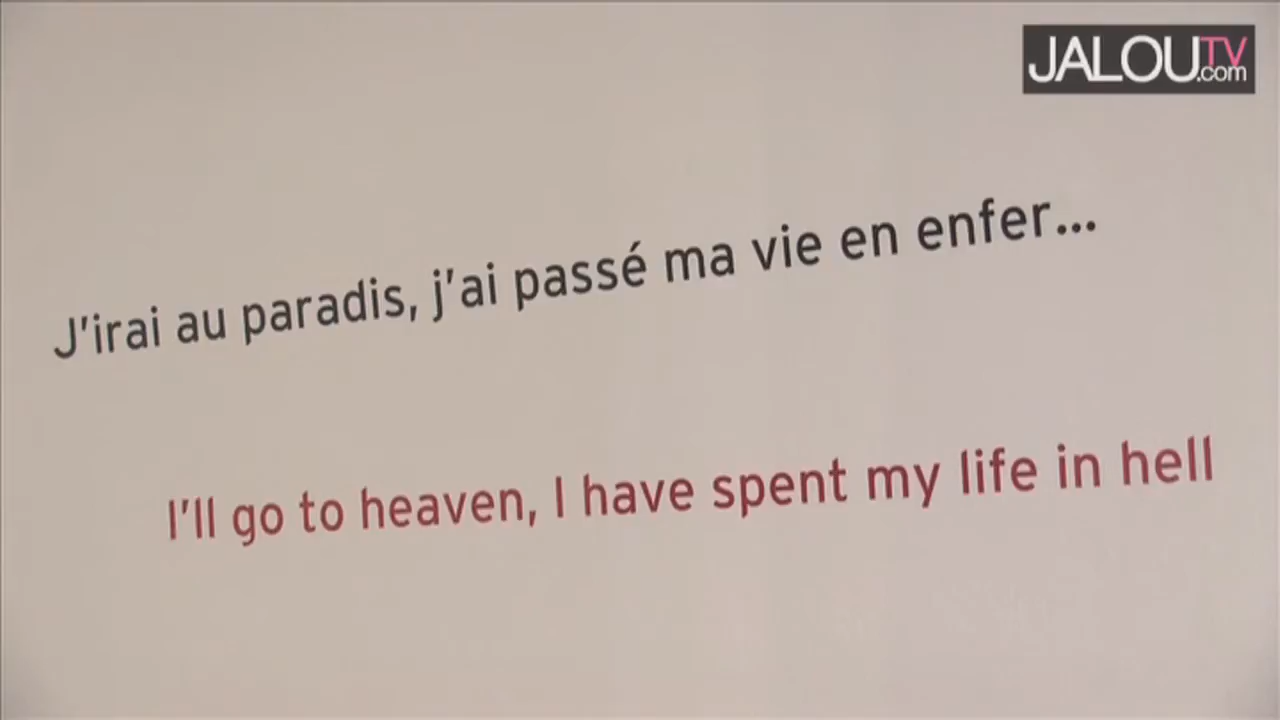 JALOUTV.com
J'irai au paradis, j'ai passé ma vie en enfer...
I'll go to heaven, I have spent my life in hell